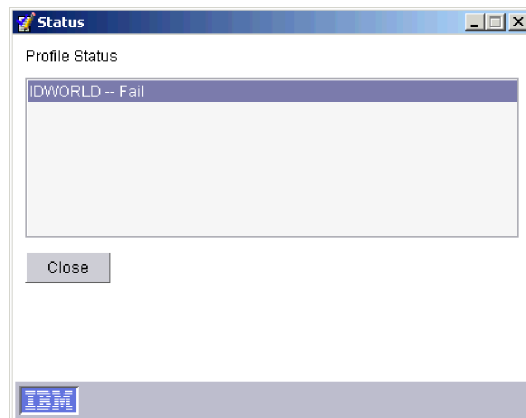 Status
Profile Status
IDWORLD -- Fail
Close
IBM